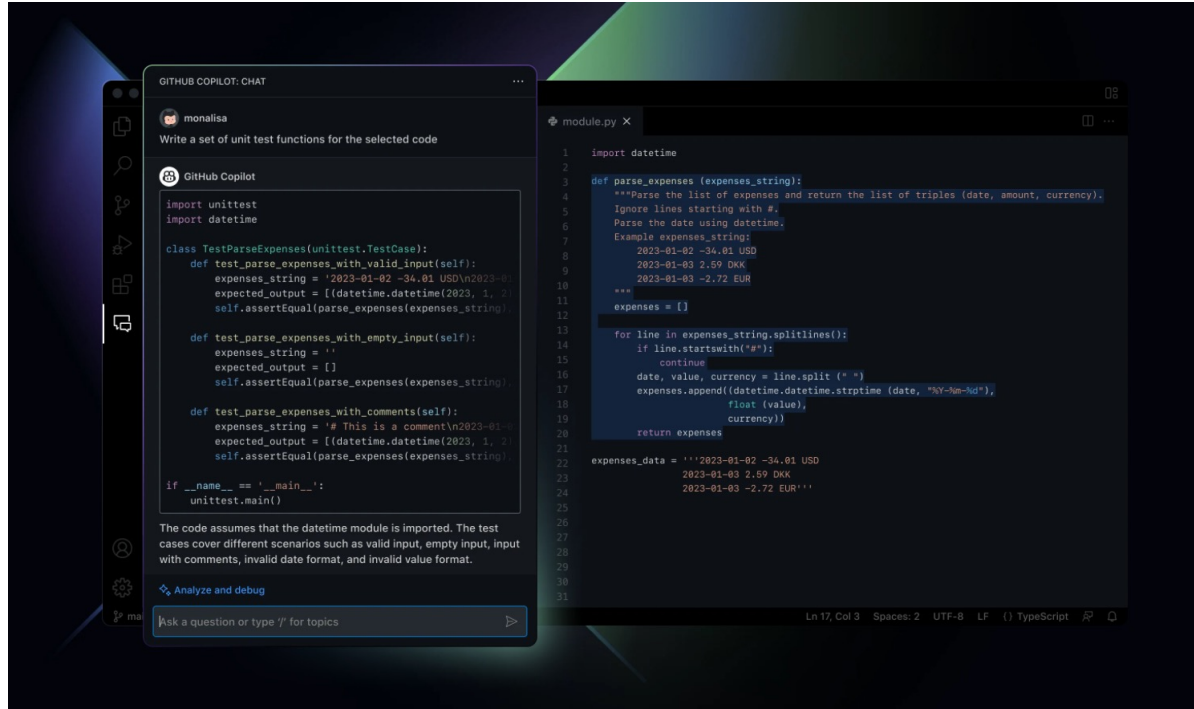 GITHUB COPILOT: CHAT
monalisa
Write a set of unit test functions for the selected code
GitHub Copilot
import unittest
import datetime
class TestParseExpenses(unittest.TestCase):
def test_parse_expenses_with_valid_input(self):
expenses_string = '2023-01-02 -34.01 USD\n2023-01
expected_output = [(datetime.datetime(2023, 1, 2)
self.assertEqual(parse_expenses(expenses_string),
def test_parse_expenses_with_empty_input(self):
expenses_string = ''
expected_output = []
self.assertEqual(parse_expenses(expenses_string),
def test_parse_expenses_with_comments(self):
expenses_string = '# This is a comment\n2023-01-0
expected_output = [(datetime.datetime(2023, 1, 2)
self.assertEqual(parse_expenses(expenses_string),
if __name__ == '__main__':
unittest.main()
The code assumes that the datetime module is imported. The test
cases cover different scenarios such as valid input, empty input, input
with comments, invalid date format, and invalid value format.
Analyze and debug
Ask a question or type '/' for topics
ma
module.py
1 import datetime
2
3 def parse_expenses (expenses_string):
4 """Parse the list of expenses and return the list of triples (date, amount, currency).
5 Ignore lines starting with #.
6 Parse the date using datetime.
7 Example expenses_string:
8 2023-01-02 -34.01 USD
9 2023-01-03 2.59 DKK
10 2023-01-03 -2.72 EUR
11 """
12 expenses = []
13 for line in expenses_string.splitlines():
14 if line.startswith("#"):
15 continue
16 date, value, currency = line.split (" ")
17 expenses.append((datetime.datetime.strptime (date, "%Y-%m-%d"),
18 float (value),
19 currency))
20 return expenses
21
22 expenses_data = '''2023-01-02 -34.01 USD
23 2023-01-03 2.59 DKK
24 2023-01-03 -2.72 EUR'''
25
26
27
28
29
30
31
Ln 17, Col 3 Spaces: 2 UTF-8 LF {} TypeScript